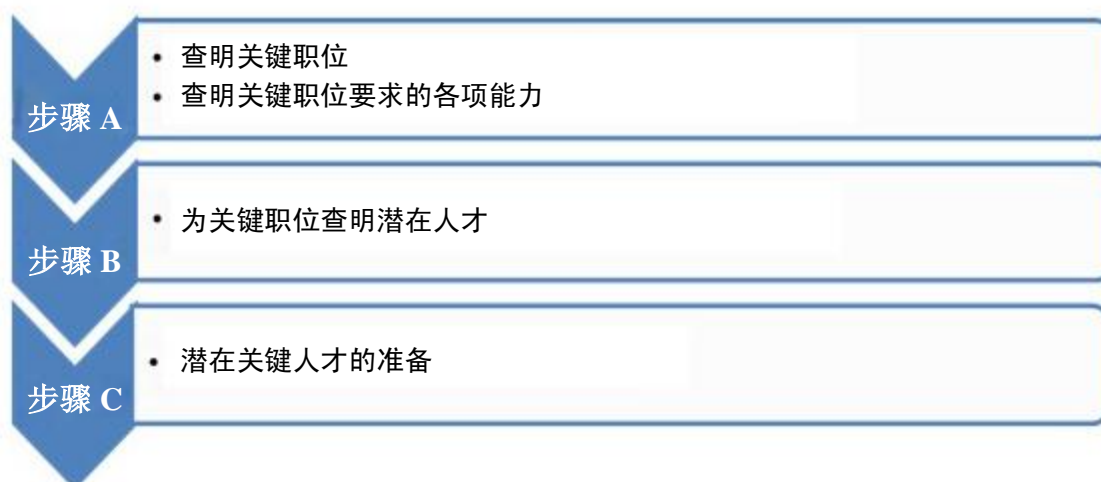 步骤 A
• 查明关键职位
• 查明关键职位要求的各项能力
步骤 B
• 为关键职位查明潜在人才
步骤 C
• 潜在关键人才的准备